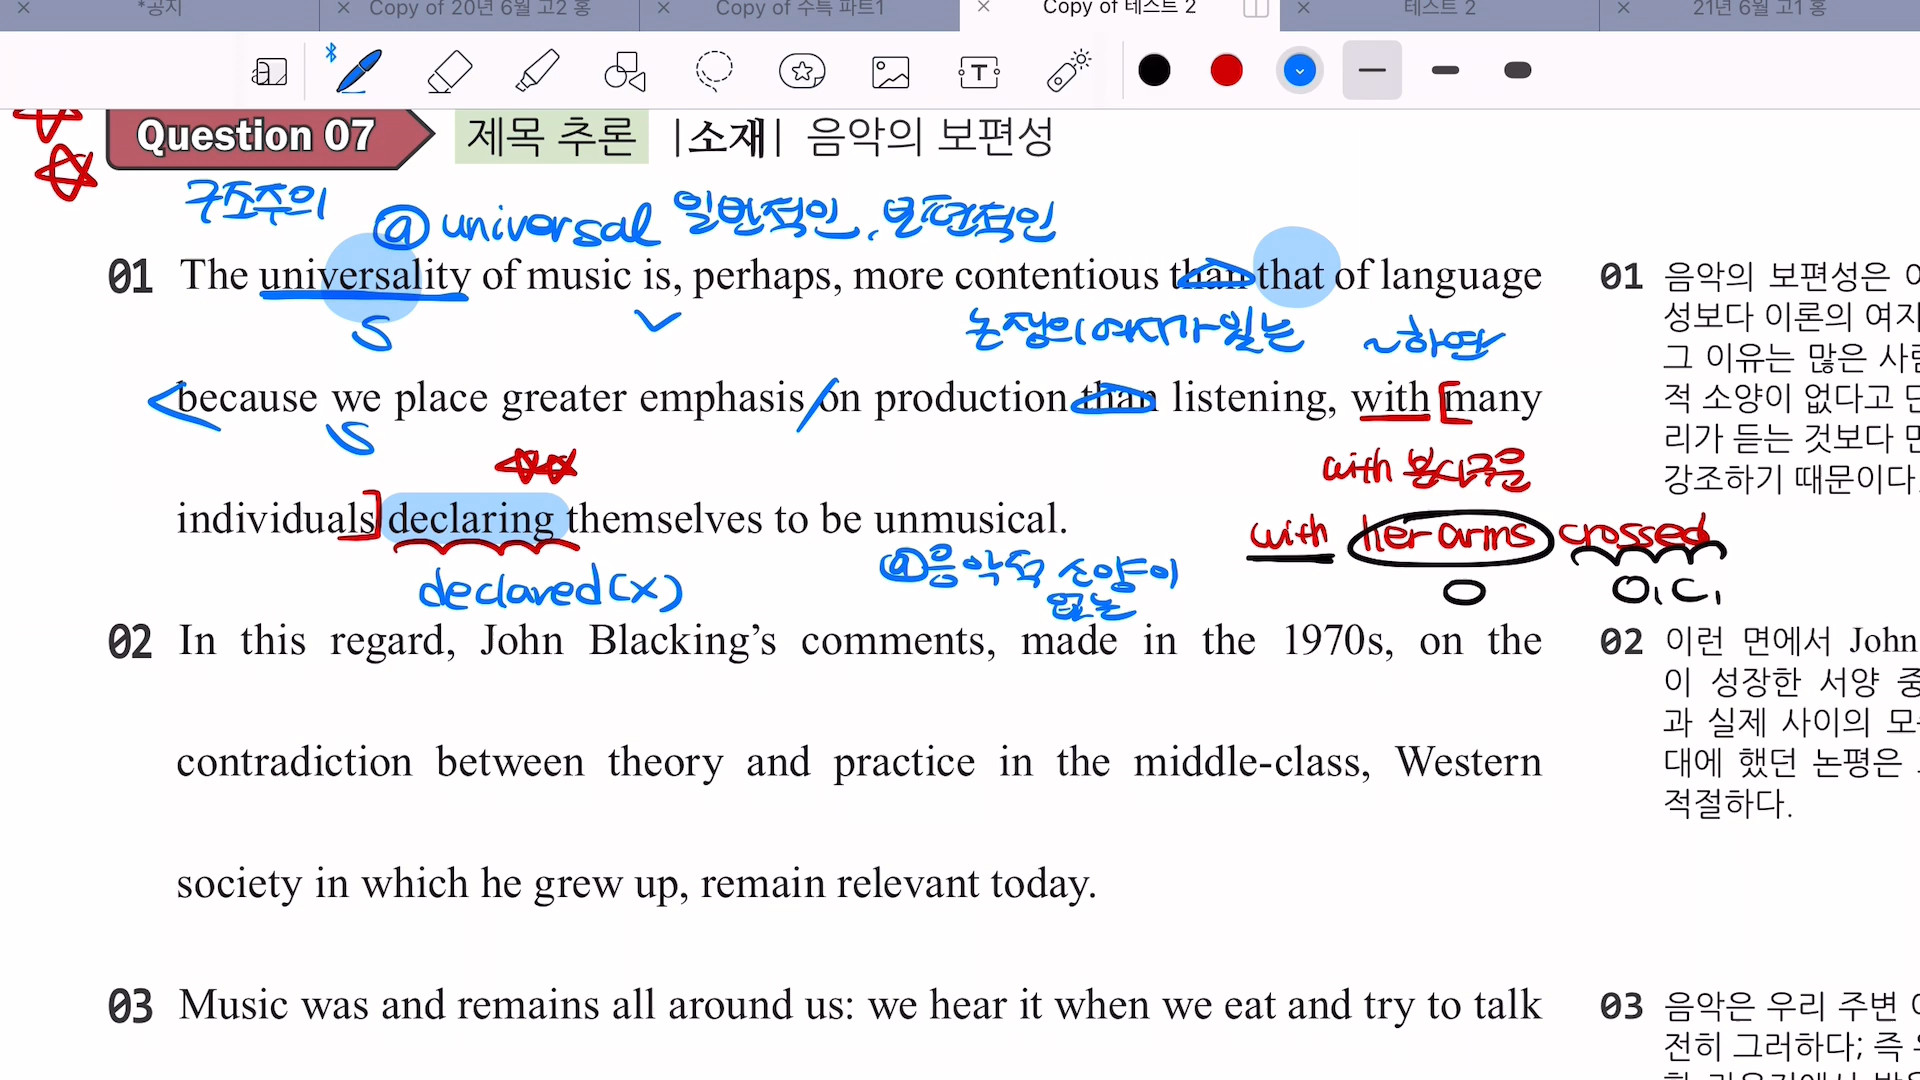 *공지
Copy of 20년 6월 고2 홍
Copy of 수특 파트1
Copy of 테스트 2
테스트 2
21년 6월 고1 홍
Question 07 제목 추론 |소재| 음악의 보편성
구조주의 ⓐ universal 일반적인, 보편적인
01 The universality of music is, perhaps, more contentious than that of language
S V 논쟁의 여지가 있는 ~하면
because we place greater emphasis on production than listening, with [many
S with 분사구문
individuals] declaring themselves to be unmusical.
with her arms crossed
declared(x) ⓐ음악적 소양이 없는 O O.C.
02 In this regard, John Blacking's comments, made in the 1970s, on the
contradiction between theory and practice in the middle-class, Western
society in which he grew up, remain relevant today.
03 Music was and remains all around us: we hear it when we eat and try to talk
01 음악의 보편성은
성보다 이론의 여지
그 이유는 많은 사람
적 소양이 없다고
리가 듣는 것보다
강조하기 때문이다.
02 이런 면에서 John
이 성장한 서양 중
과 실제 사이의 모
대에 했던 논평은
적절하다.
03 음악은 우리 주변
전히 그러하다; 즉